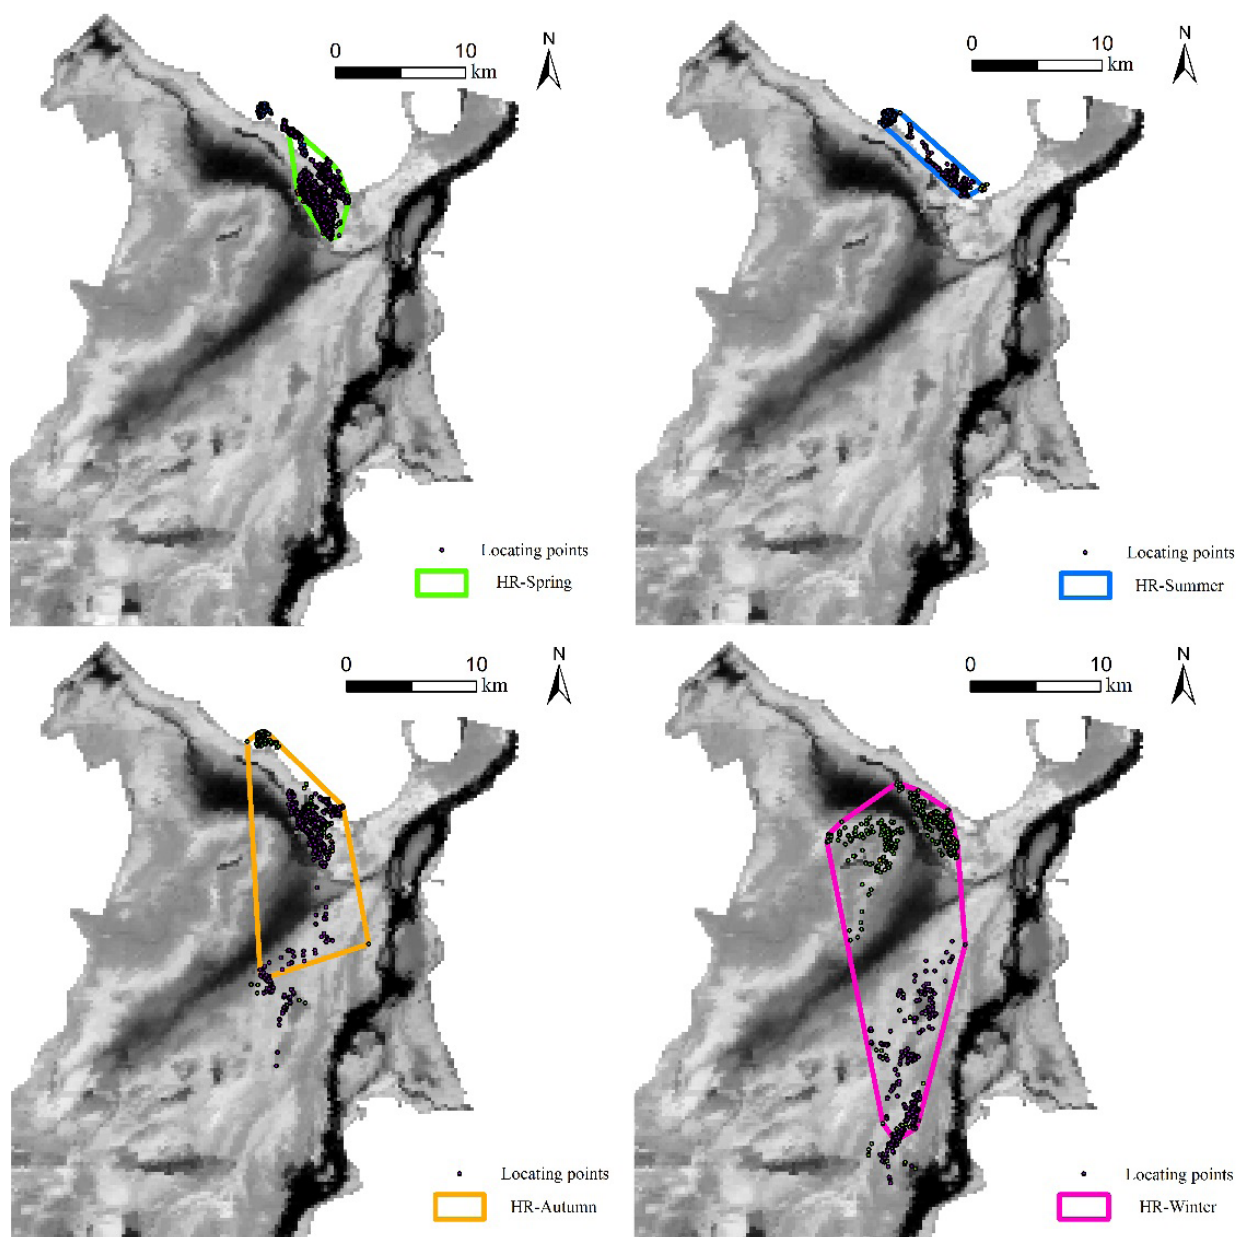 0 10
km
N
Locating points
HR-Spring
0 10
km
N
Locating points
HR-Summer
0 10
km
N
Locating points
HR-Autumn
0 10
km
N
Locating points
HR-Winter